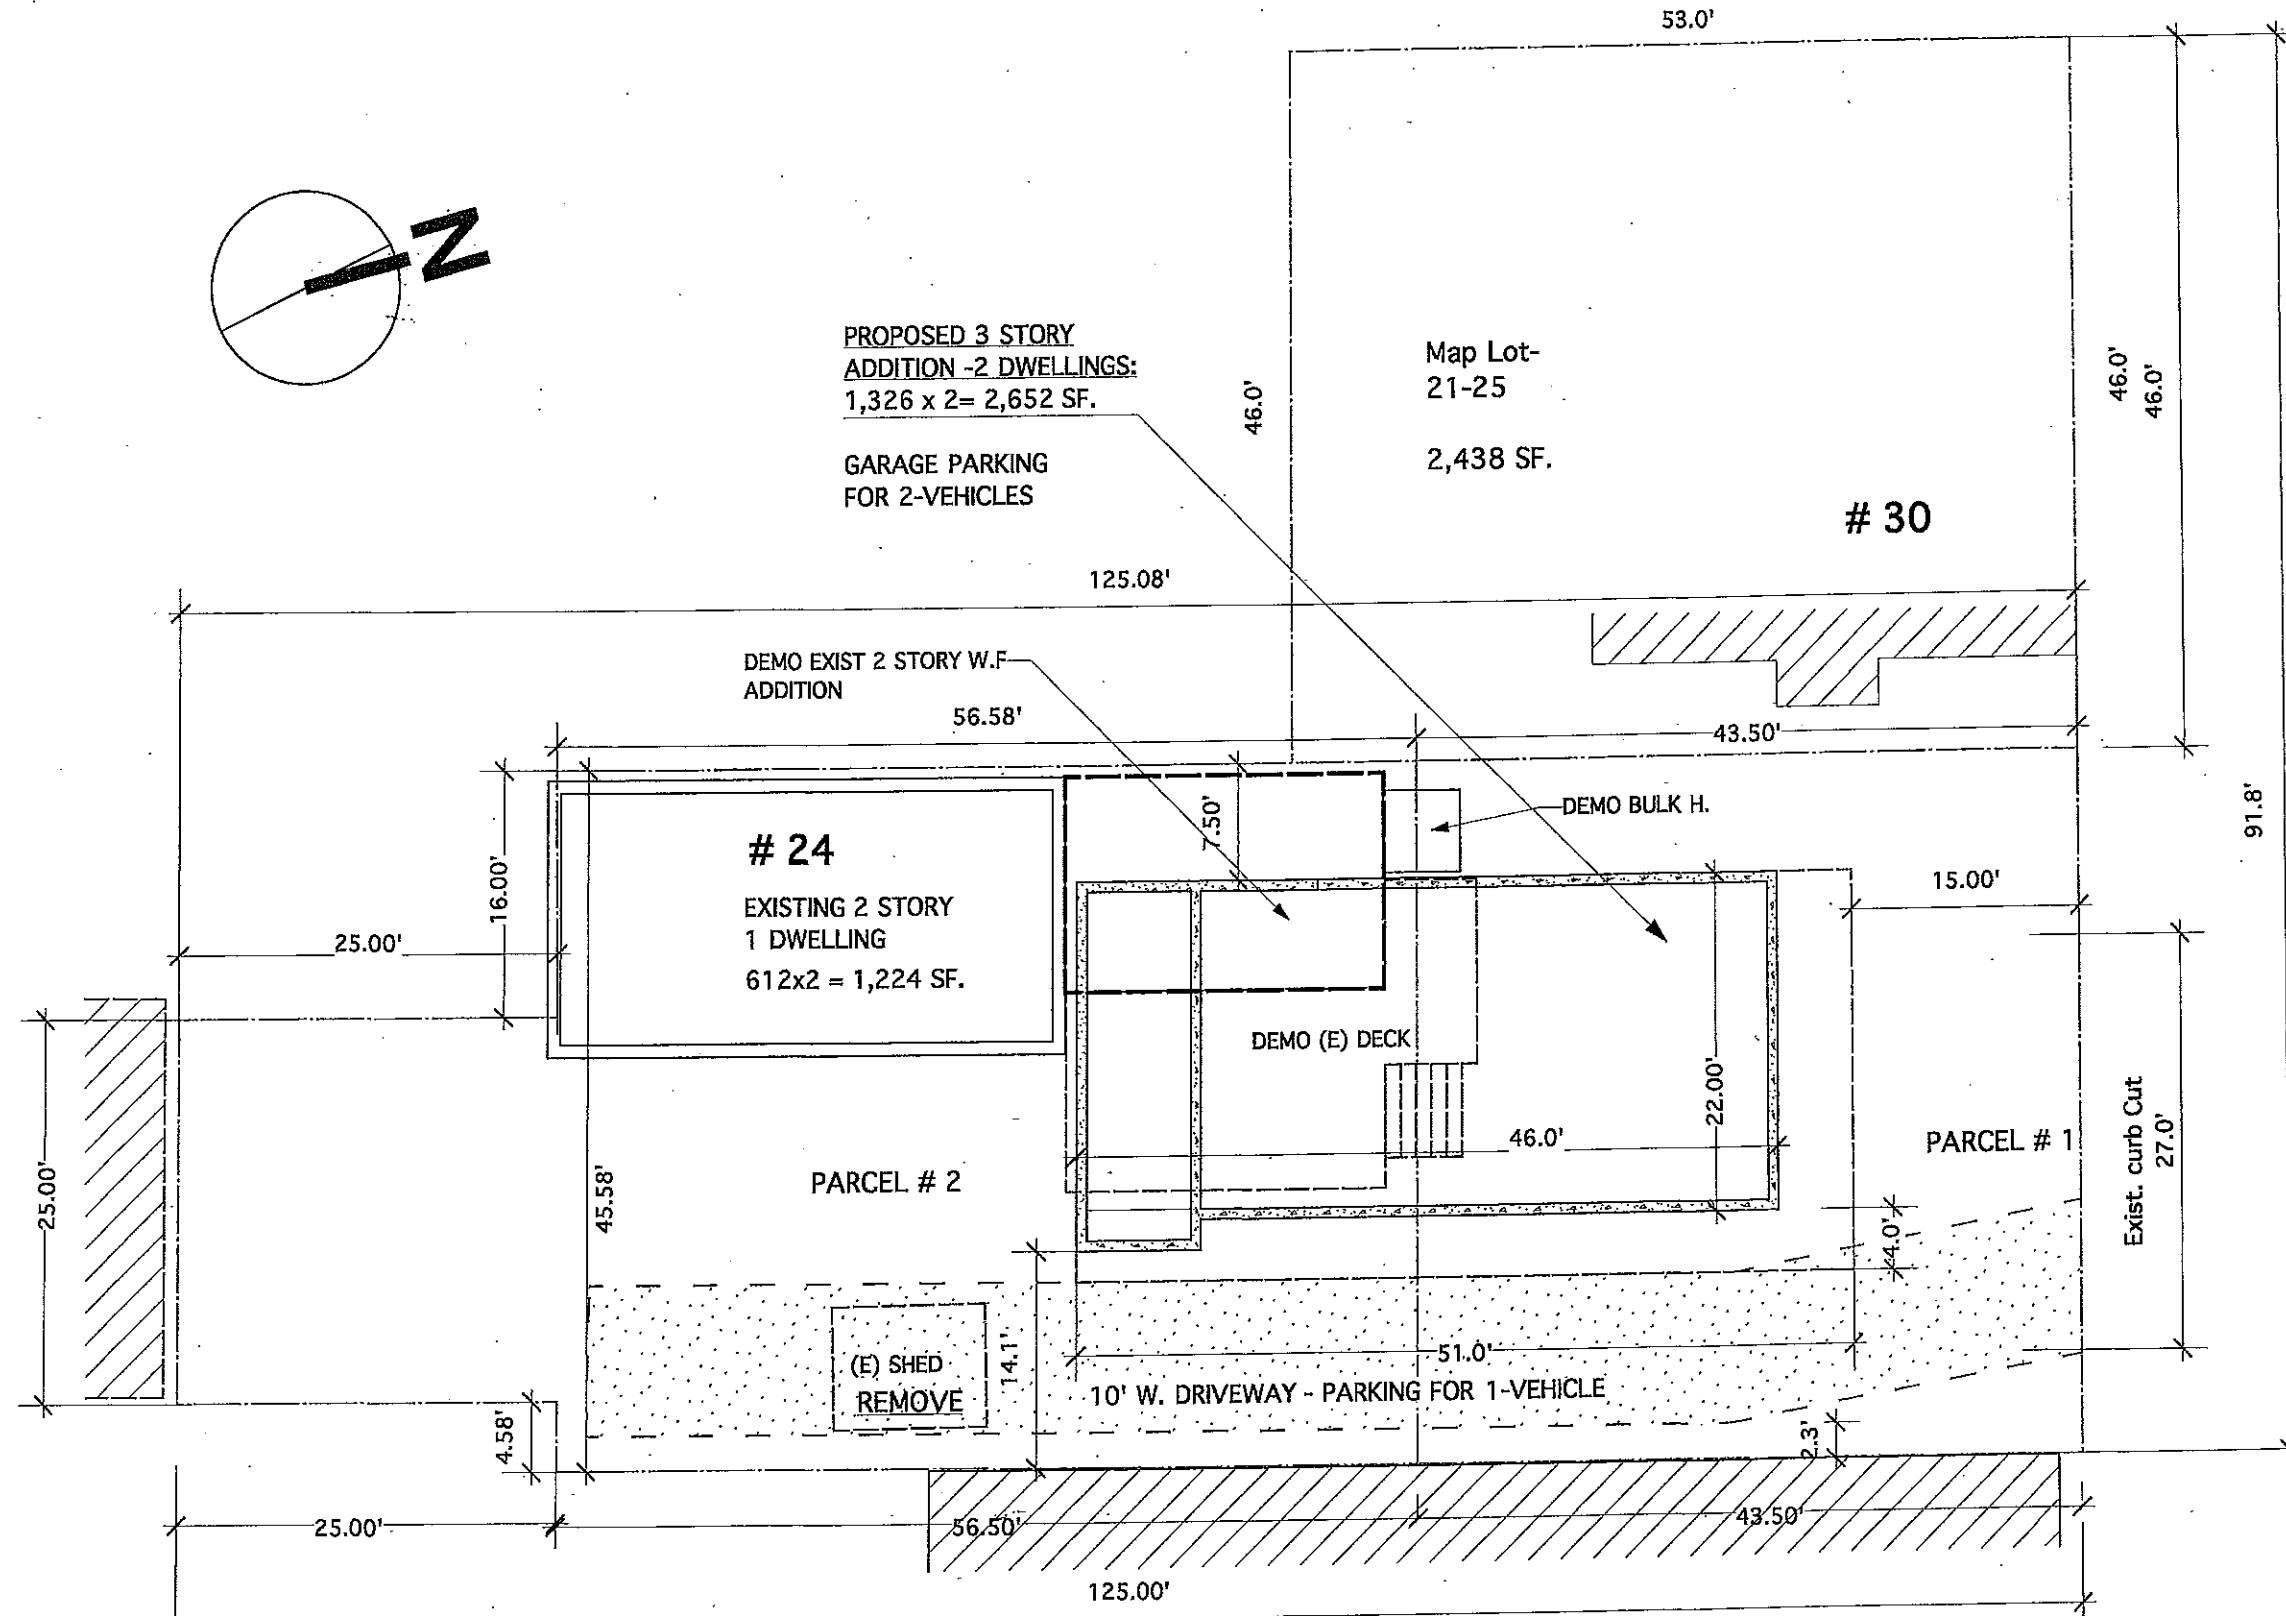 53.0'
N
PROPOSED 3 STORY
ADDITION -2 DWELLINGS:
1,326 x 2= 2,652 SF.
GARAGE PARKING
FOR 2-VEHICLES
46.0'
Map Lot-
21-25
2,438 SF.
# 30
46.0'
46.0'
125.08'
DEMO EXIST 2 STORY W.F
ADDITION
56.58'
43.50'
91.8'
7.50'
DEMO BULK H.
# 24
EXISTING 2 STORY
1 DWELLING
612x2 = 1,224 SF.
16.00'
15.00'
25.00'
DEMO (E) DECK
22.00'
46.0'
PARCEL # 1
Exist. curb Cut
27.0'
PARCEL # 2
25.00'
45.58'
4.0'
14.1'
(E) SHED
REMOVE
51.0'
10' W. DRIVEWAY - PARKING FOR 1-VEHICLE
4.58'
2.3'
25.00'
56.50'
43.50'
125.00'